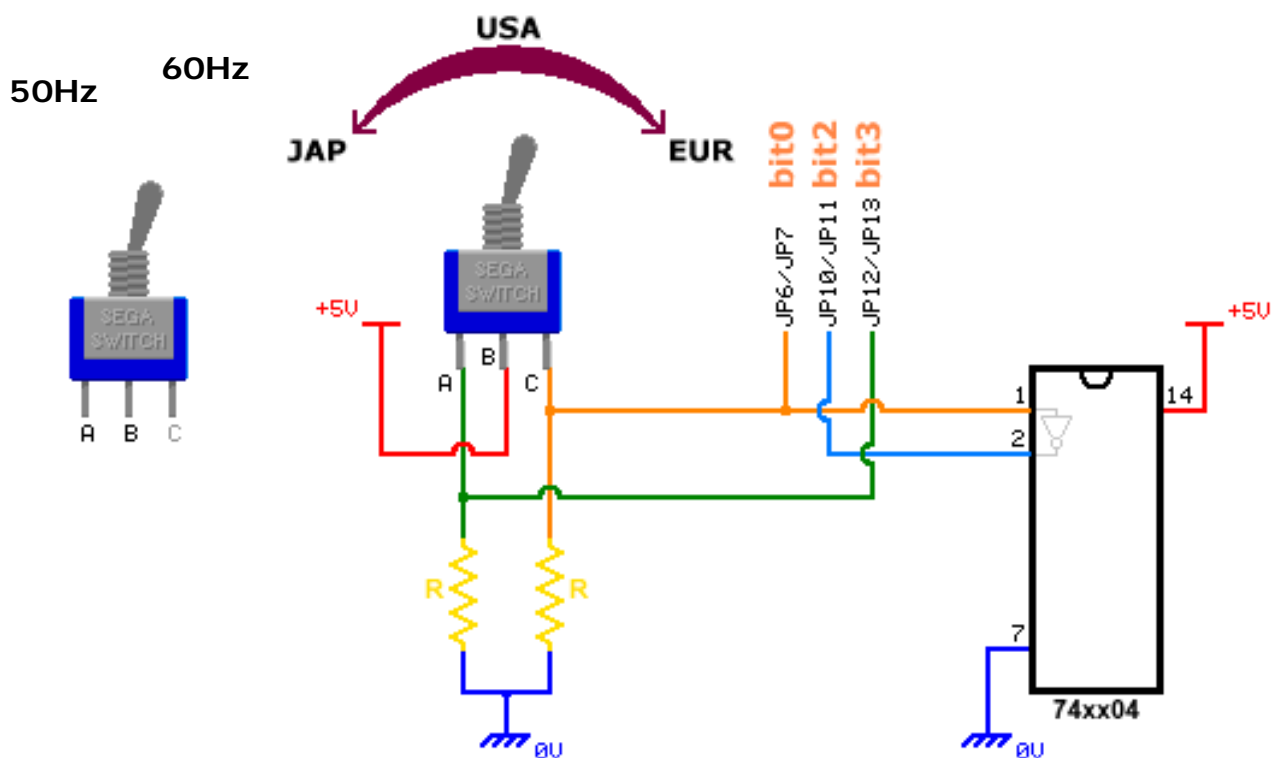 USA
60Hz
50Hz
JAP
EUR
bit0
bit2
bit3
JP6/JP7
JP10/JP11
JP12/JP13
SEGA
SWITCH
SEGA
SWITCH
+5V
+5V
A
B
C
A
B
C
1
14
2
R
R
7
74xx04
0V
0V